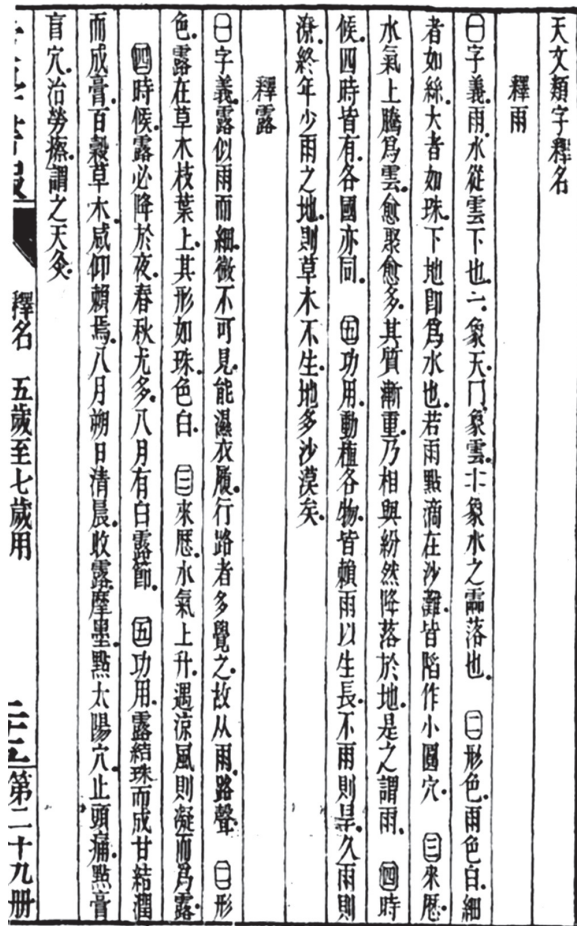 天文類字釋名
釋雨
㊀字義雨水從雲下也一象天冂象雲。氺象水之霝落也　㊁形色雨色白細
者如絲大者如珠下地即爲水也若雨點滴在沙灘皆陷作小圓穴　㊂來歷
水氣上騰爲雲愈聚愈多其質漸重乃相與紛然降落於地是之謂雨　㊃時
候四時皆有各國亦同　㊄功用動植各物皆賴雨以生長不雨則旱久雨則
潦終年少雨之地則草木不生地多沙漠矣
釋露
㊀字義露似雨而細微不可見能濕衣履行路者多覺之故从雨路聲　㊁形
色露在草木枝葉上其形如珠色白　㊂來歷水氣上升遇涼風則凝而爲露
㊃時候露必降於夜春秋尤多八月有白露節　㊄功用露結珠而成甘結潤
而成膏百穀草木咸仰賴焉八月朔日清晨收露摩墨點太陽穴止頭痛點膏
肓穴治勞瘵謂之天灸
釋名　五歲至七歲用　二十五　第二十九册